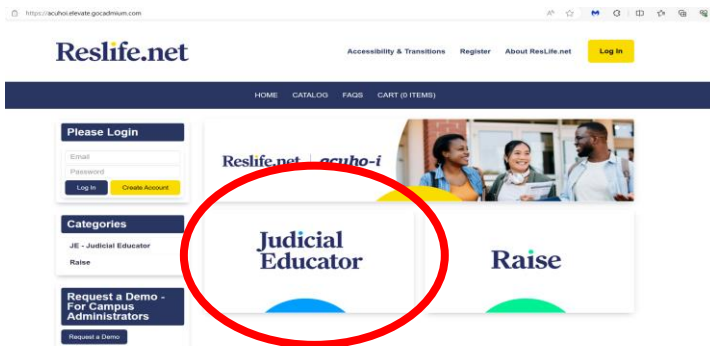 https://acuhoi.elevate.gocadmium.com
Reslife.net
Accessibility & Transitions Register About ResLife.net Log In
HOME CATALOG FAQS CART (0 ITEMS)
Please Login
Email
Password
Log In Create Account
Reslife.net acuho-i
Categories
JE - Judicial Educator
Raise
Judicial
Educator
Raise
Request a Demo -
For Campus
Administrators
Request a Demo